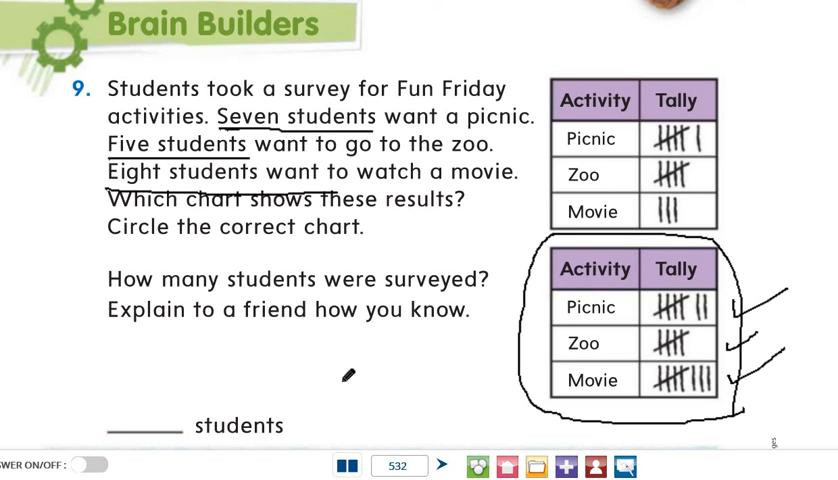 Brain Builders
9. Students took a survey for Fun Friday
activities. Seven students want a picnic.
Five students want to go to the zoo.
Eight students want to watch a movie.
Which chart shows these results?
Circle the correct chart.
How many students were surveyed?
Explain to a friend how you know.
______ students
Activity Tally
Picnic
Zoo
Movie
Activity Tally
Picnic
Zoo
Movie
ges
WER ON/OFF :
532